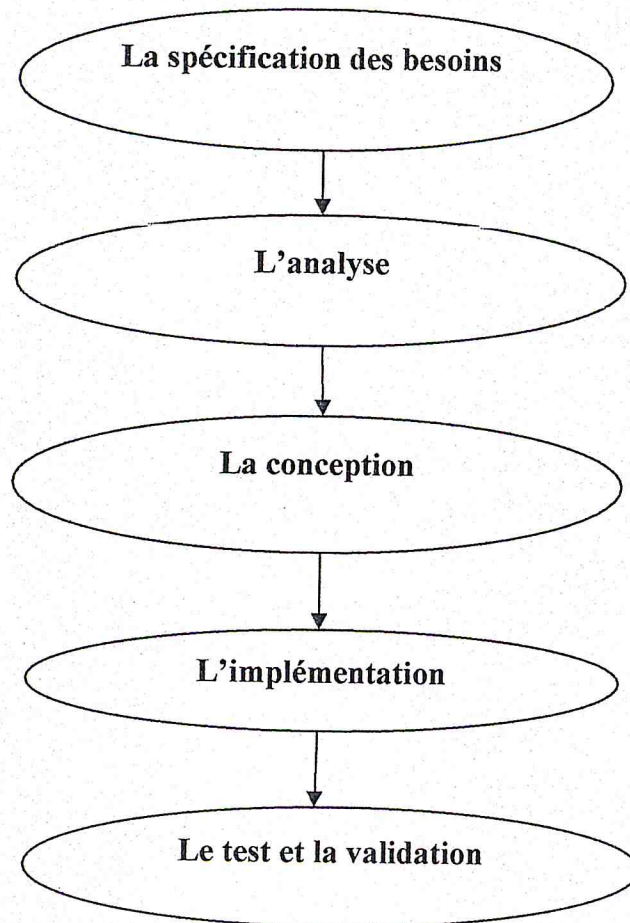 La spécification des besoins
L'analyse
La conception
L'implémentation
Le test et la validation